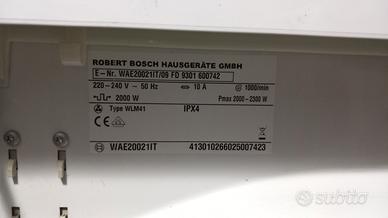 ROBERT BOSCH HAUSGERÄTE GMBH
E-Nr. WAE20021IT/09 FD 9301 600742
220-240 V ~ 50 Hz 10 A 1000/min
2000 W Pmax 2000-2300 W
Type WLM41 IPX4
WAE20021IT 413010266025007423
subito